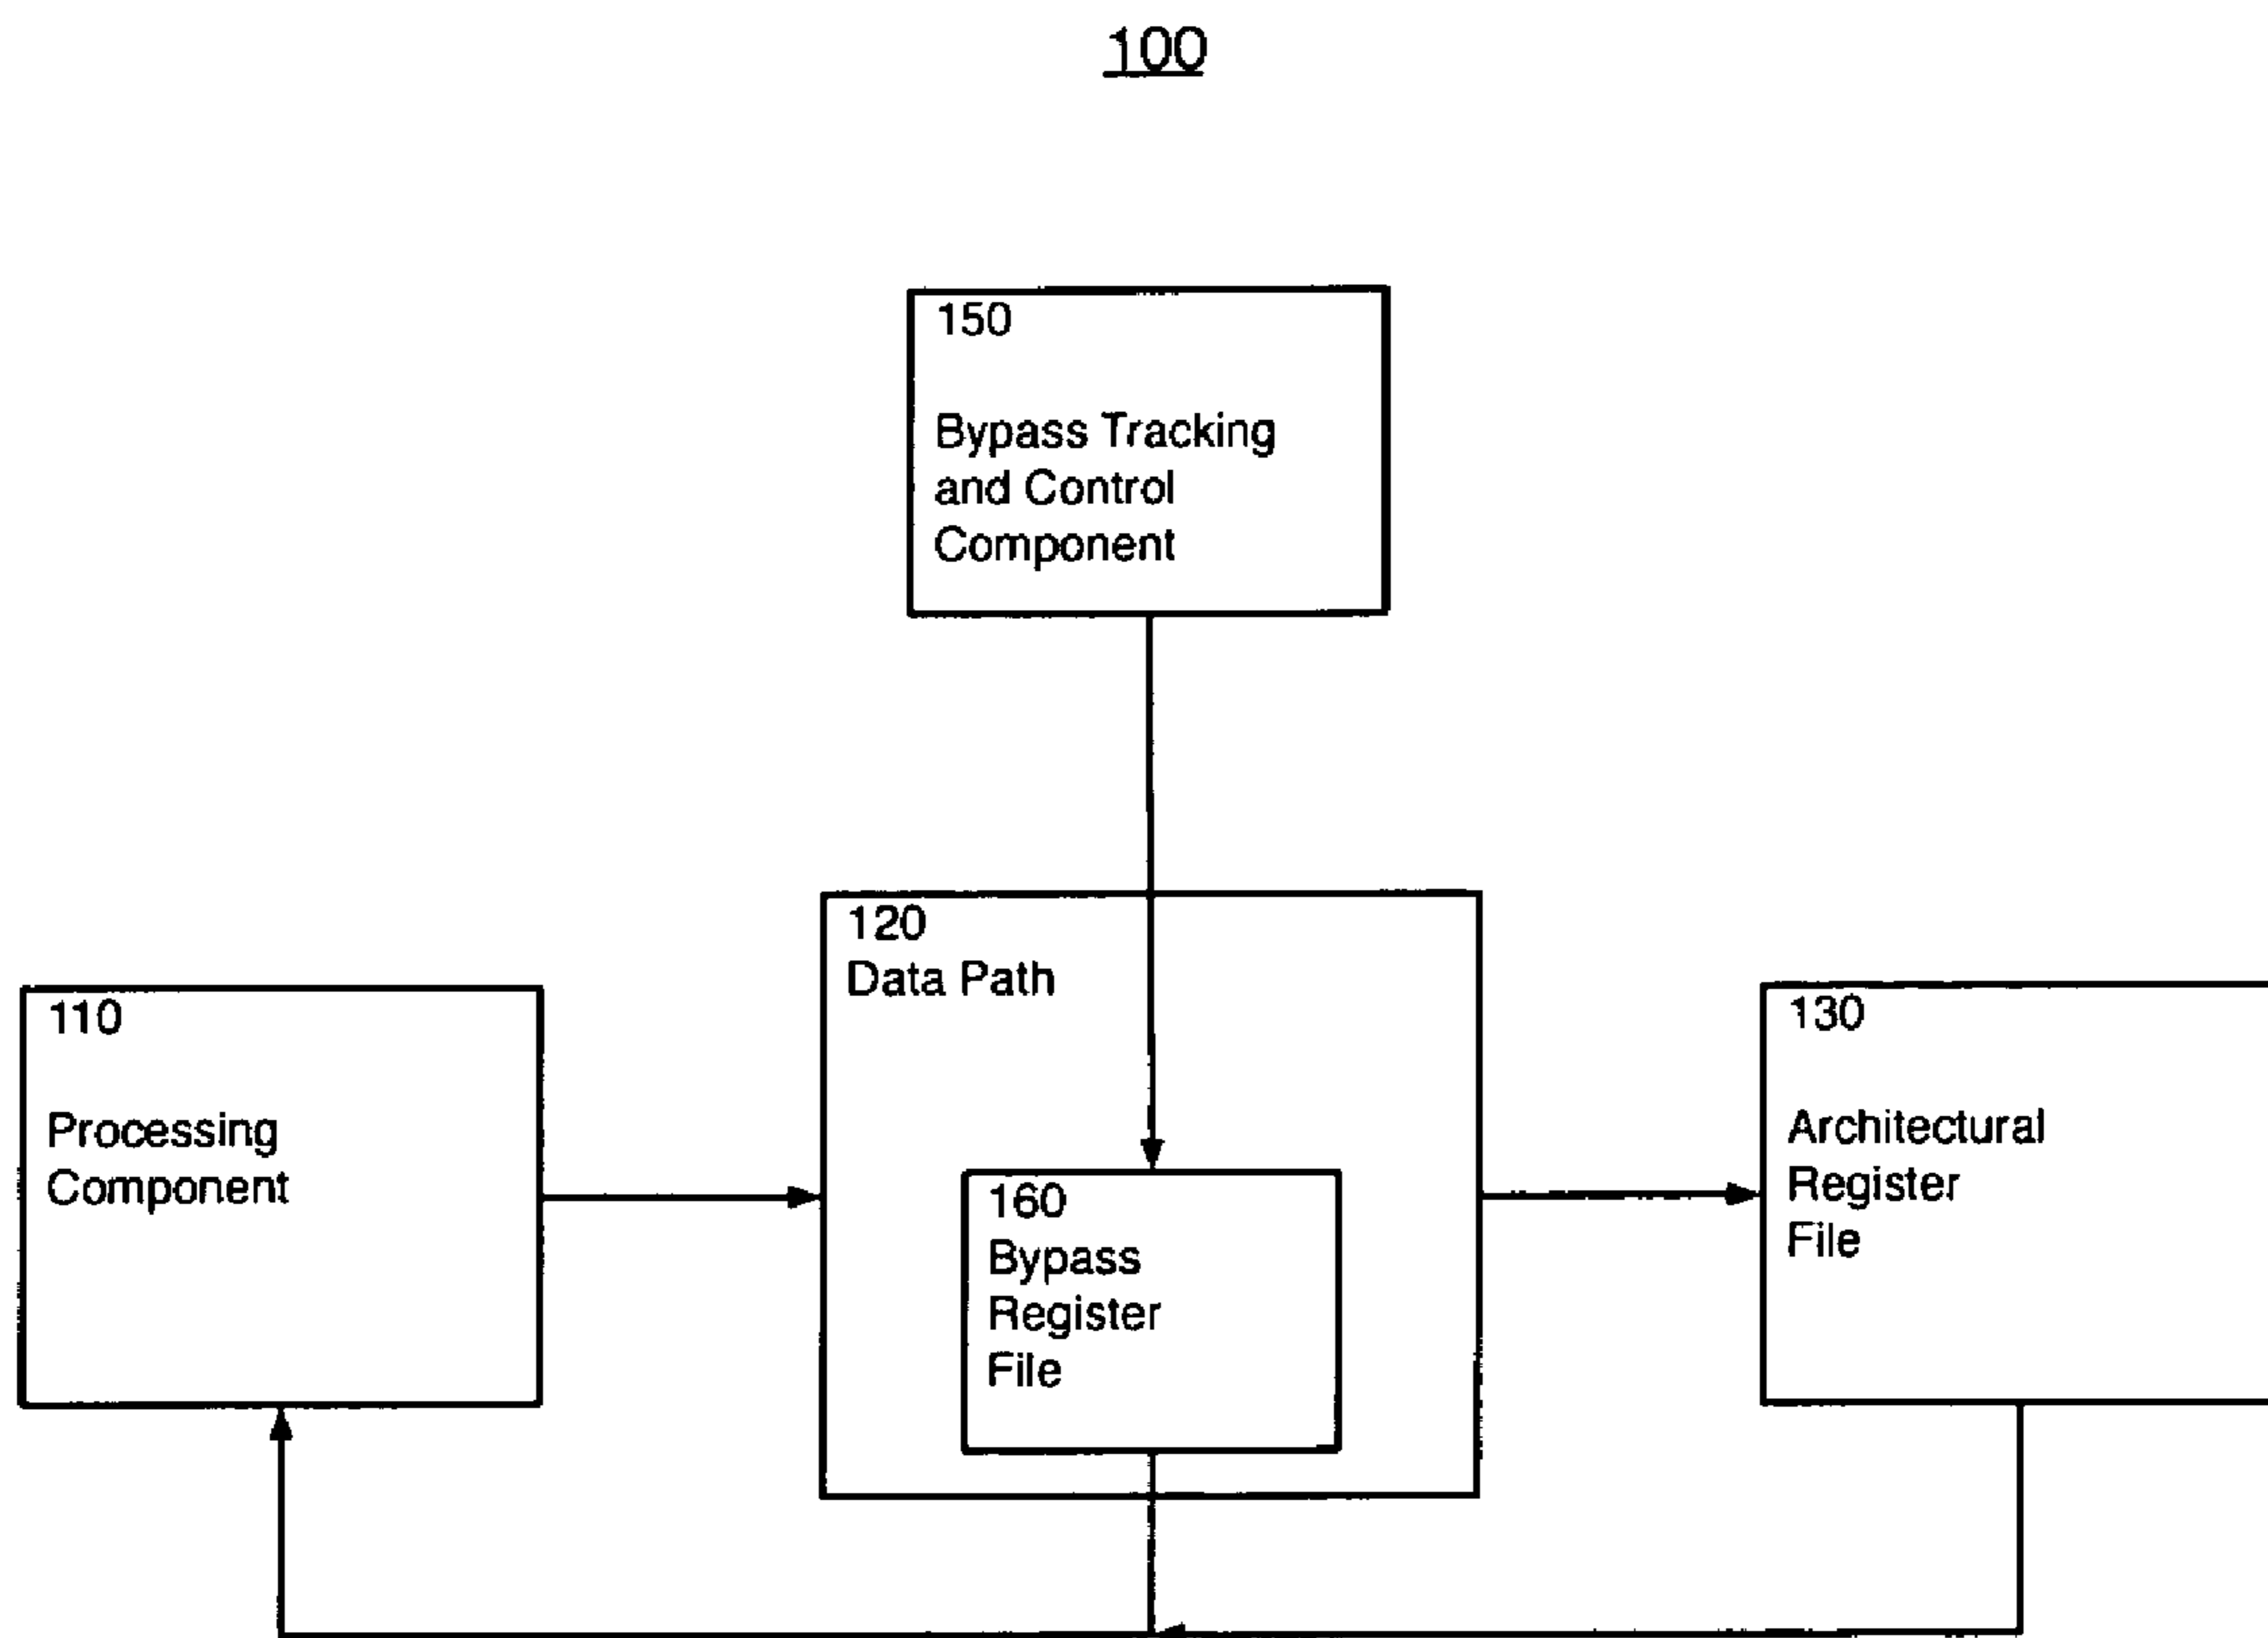 100
150
Bypass Tracking
and Control
Component
120
Data Path
110
Processing
Component
160
Bypass
Register
File
130
Architectural
Register
File